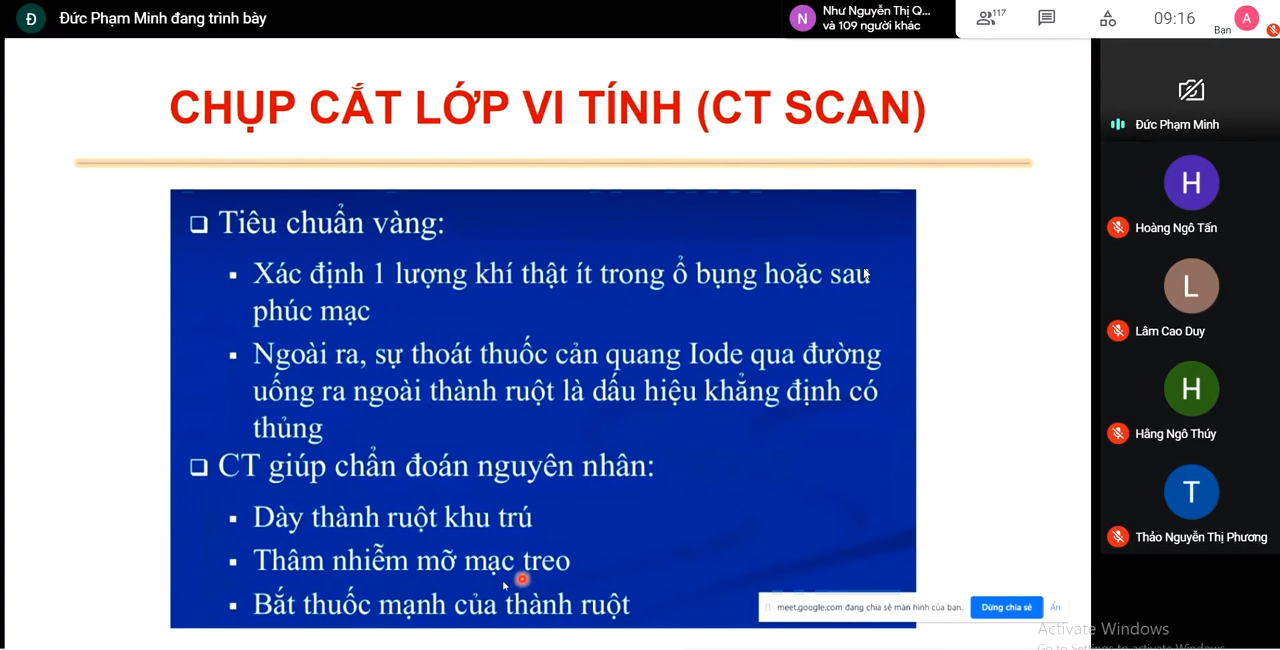 Đ
Đức Phạm Minh đang trình bày
N
Như Nguyễn Thị Q...
và 109 người khác
117
09:16
Bạn
A
CHỤP CẮT LỚP VI TÍNH (CT SCAN)
Tiêu chuẩn vàng:
Xác định 1 lượng khí thật ít trong ổ bụng hoặc sau
phúc mạc
Ngoài ra, sự thoát thuốc cản quang Iode qua đường
uống ra ngoài thành ruột là dấu hiệu khẳng định có
thủng
CT giúp chẩn đoán nguyên nhân:
Dày thành ruột khu trú
Thâm nhiễm mỡ mạc treo
Bắt thuốc mạnh của thành ruột
meet.google.com đang chia sẻ màn hình của bạn.
Dừng chia sẻ
Ẩn
Đức Phạm Minh
H
Hoàng Ngô Tấn
L
Lâm Cao Duy
H
Hằng Ngô Thúy
T
Thảo Nguyễn Thị Phương
Activate Windows
Go to Settings to activate Windows.